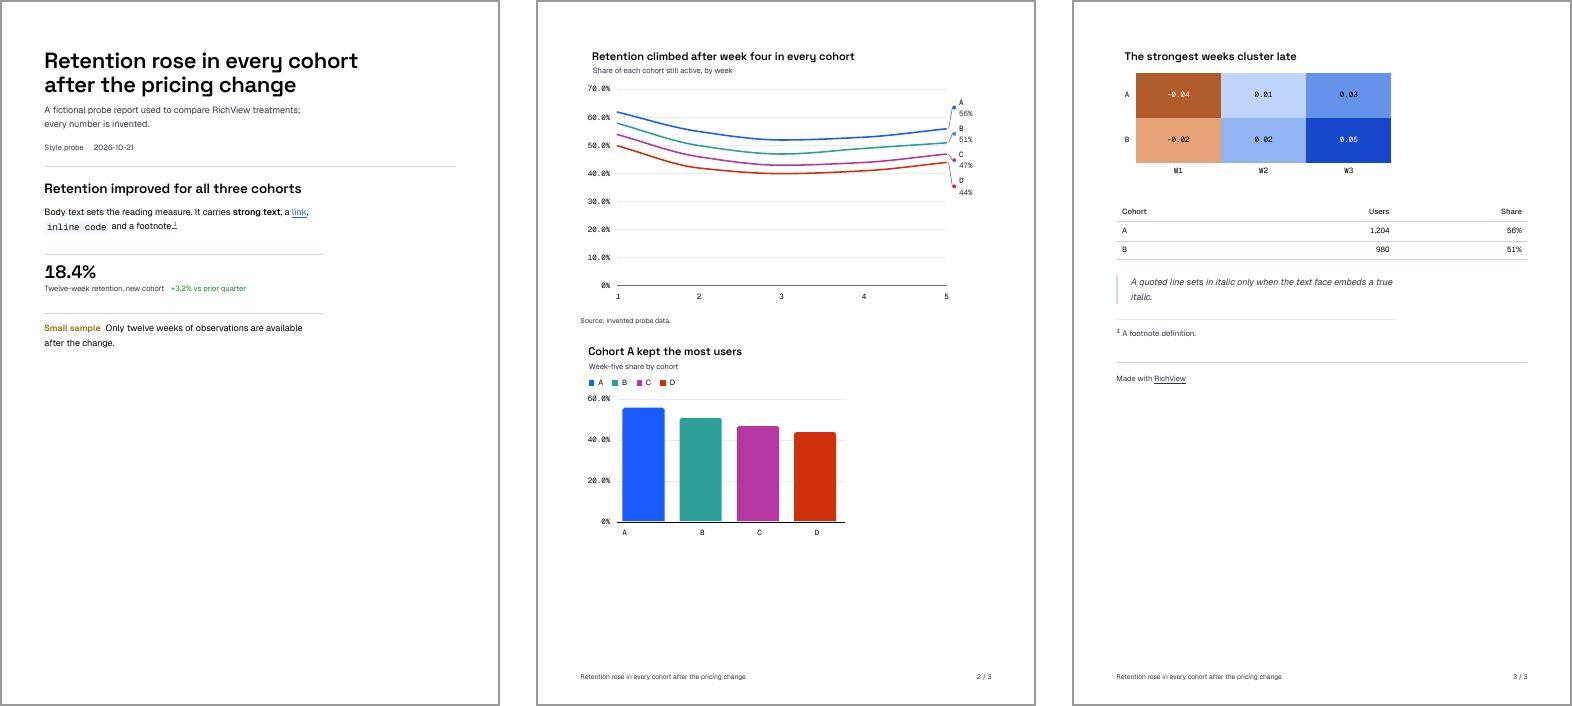 Retention rose in every cohort
after the pricing change
A fictional probe report used to compare RichView treatments;
every number is invented.
Style probe 2026-10-21
Retention improved for all three cohorts
Body text sets the reading measure. It carries strong text, a link,
inline code and a footnote.1
18.4%
Twelve-week retention, new cohort +3.2% vs prior quarter
Small sample Only twelve weeks of observations are available
after the change.
Retention climbed after week four in every cohort
Share of each cohort still active, by week
70.0%
60.0%
50.0%
40.0%
30.0%
20.0%
10.0%
0%
A
56%
B
51%
C
47%
D
44%
1 2 3 4 5
Source: invented probe data.
Cohort A kept the most users
Week-five share by cohort
A B C D
60.0%
40.0%
20.0%
0%
A B C D
Retention rose in every cohort after the pricing change 2 / 3
The strongest weeks cluster late
A -0.04 0.01 0.03
B -0.02 0.02 0.05
W1 W2 W3
Cohort Users Share
A 1,204 56%
B 980 51%
A quoted line sets in italic only when the text face embeds a true
italic.
1 A footnote definition.
Made with RichView
Retention rose in every cohort after the pricing change 3 / 3